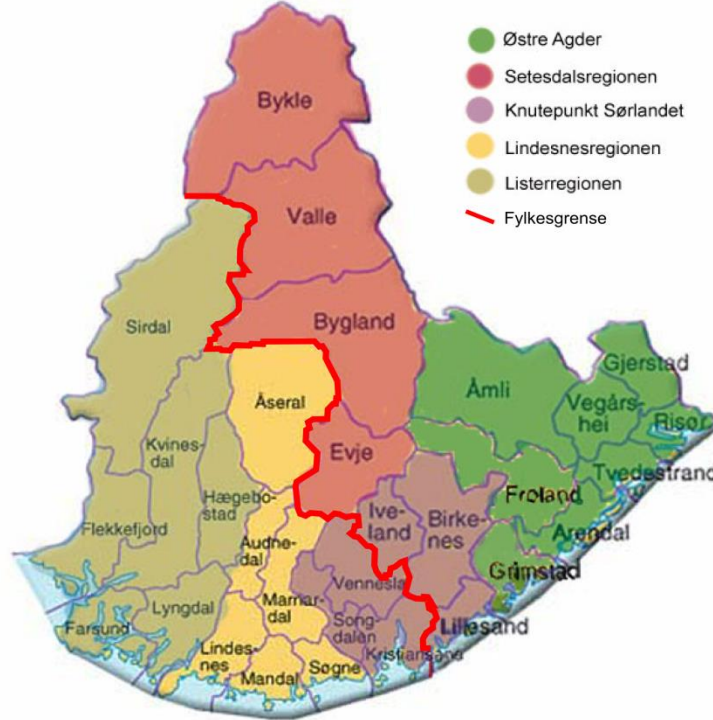 Østre Agder
Setesdalsregionen
Knutepunkt Sørlandet
Lindesnesregionen
Listerregionen
Fylkesgrense
Bykle
Valle
Bygland
Sirdal
Åseral
Evje
Åmli
Gjerstad
Vegårs-
hei
Risør
Tvedestrand
Froland
Arendal
Grimstad
Kvines-
dal
Hægebo-
stad
Flekkefjord
Ive-
land
Birke-
nes
Audne-
dal
Vennesla
Marnar-
dal
Lyngdal
Farsund
Song-
dalen
Lillesand
Lindes-
nes
Kristiansand
Søgne
Mandal